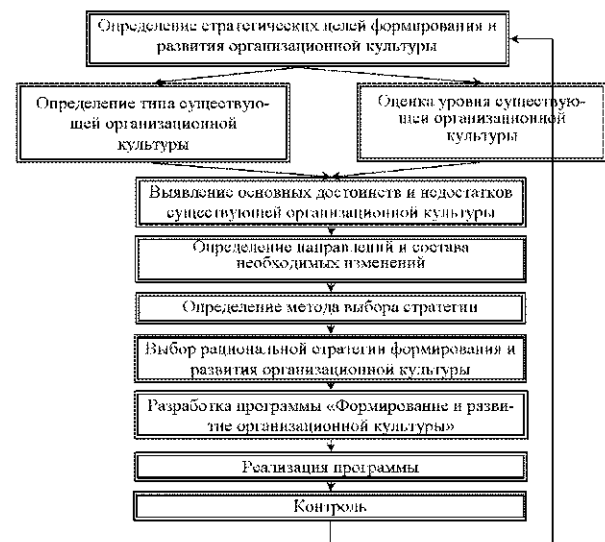 Определение стратегических целей формирования и
развития организационной культуры
Определение типа существую-
щей организационной
культуры
Оценка уровня существую-
щей организационной
культуры
Выявление основных достоинств и недостатков
существующей организационной культуры
Определение направлений и состава
необходимых изменений
Определение метода выбора стратегии
Выбор рациональной стратегии формирования и
развития организационной культуры
Разработка программы «Формирование и разви-
тие организационной культуры»
Реализация программы
Контроль